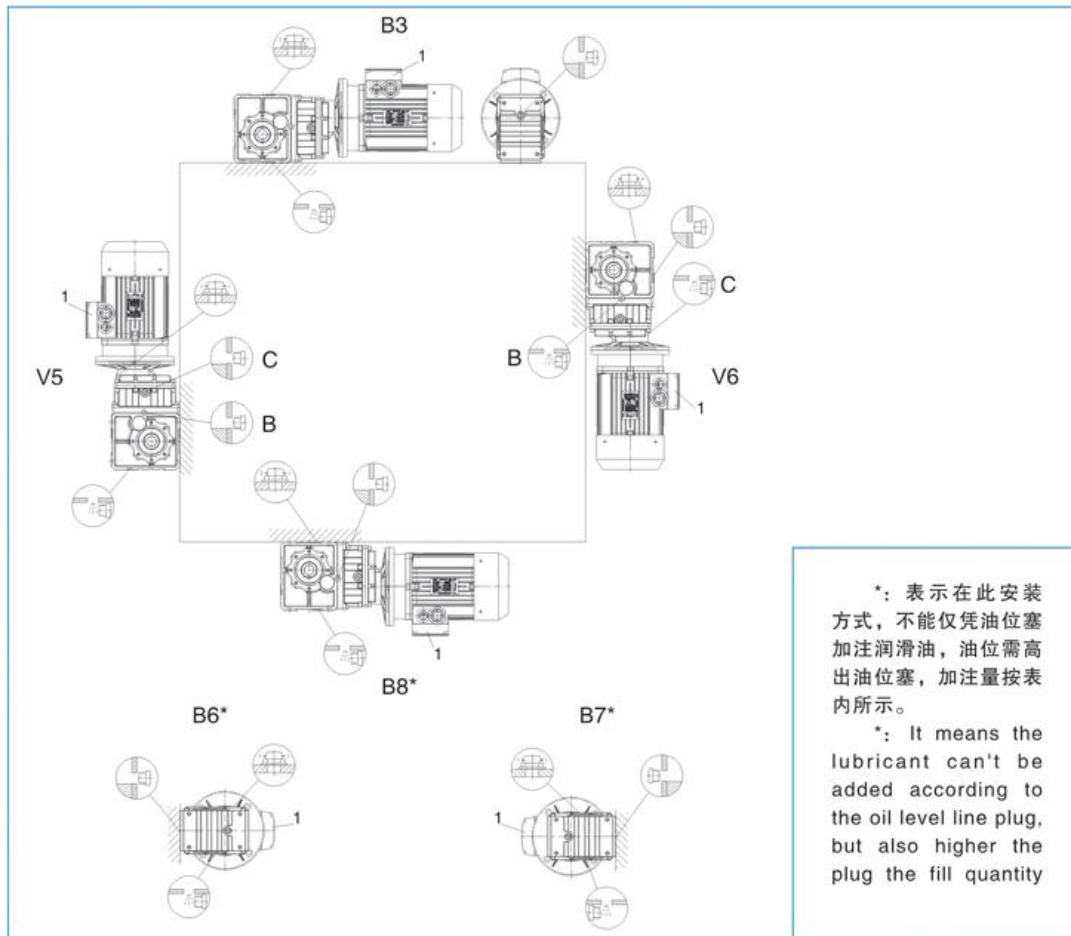 B3
1
1
C
B
V6
1
V5
C
B
1
B8*
B6*
B7*
1
1
*：表示在此安装
方式，不能仅凭油位塞
加注润滑油，油位需高
出油位塞，加注量按表
内所示。
*：It means the
lubricant can't be
added according to
the oil level line plug,
but also higher the
plug the fill quantity